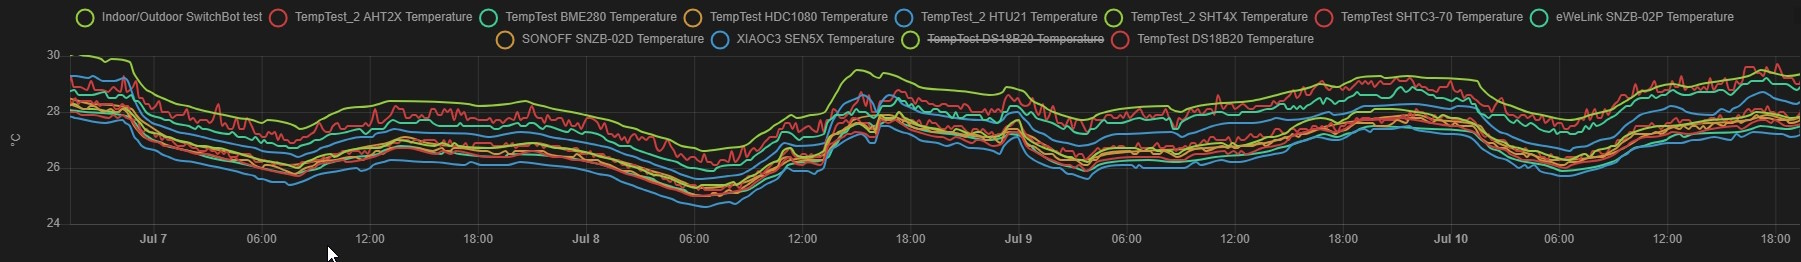 Indoor/Outdoor SwitchBot test TempTest_2 AHT2X Temperature TempTest BME280 Temperature TempTest HDC1080 Temperature TempTest_2 HTU21 Temperature TempTest_2 SHT4X Temperature TempTest SHTC3-70 Temperature eWeLink SNZB-02P Temperature
SONOFF SNZB-02D Temperature XIAOC3 SEN5X Temperature TempTest DS18B20 Temperature TempTest DS18B20 Temperature
30
28
°C
26
24
Jul 7 06:00 12:00 18:00 Jul 8 06:00 12:00 18:00 Jul 9 06:00 12:00 18:00 Jul 10 06:00 12:00 18:00